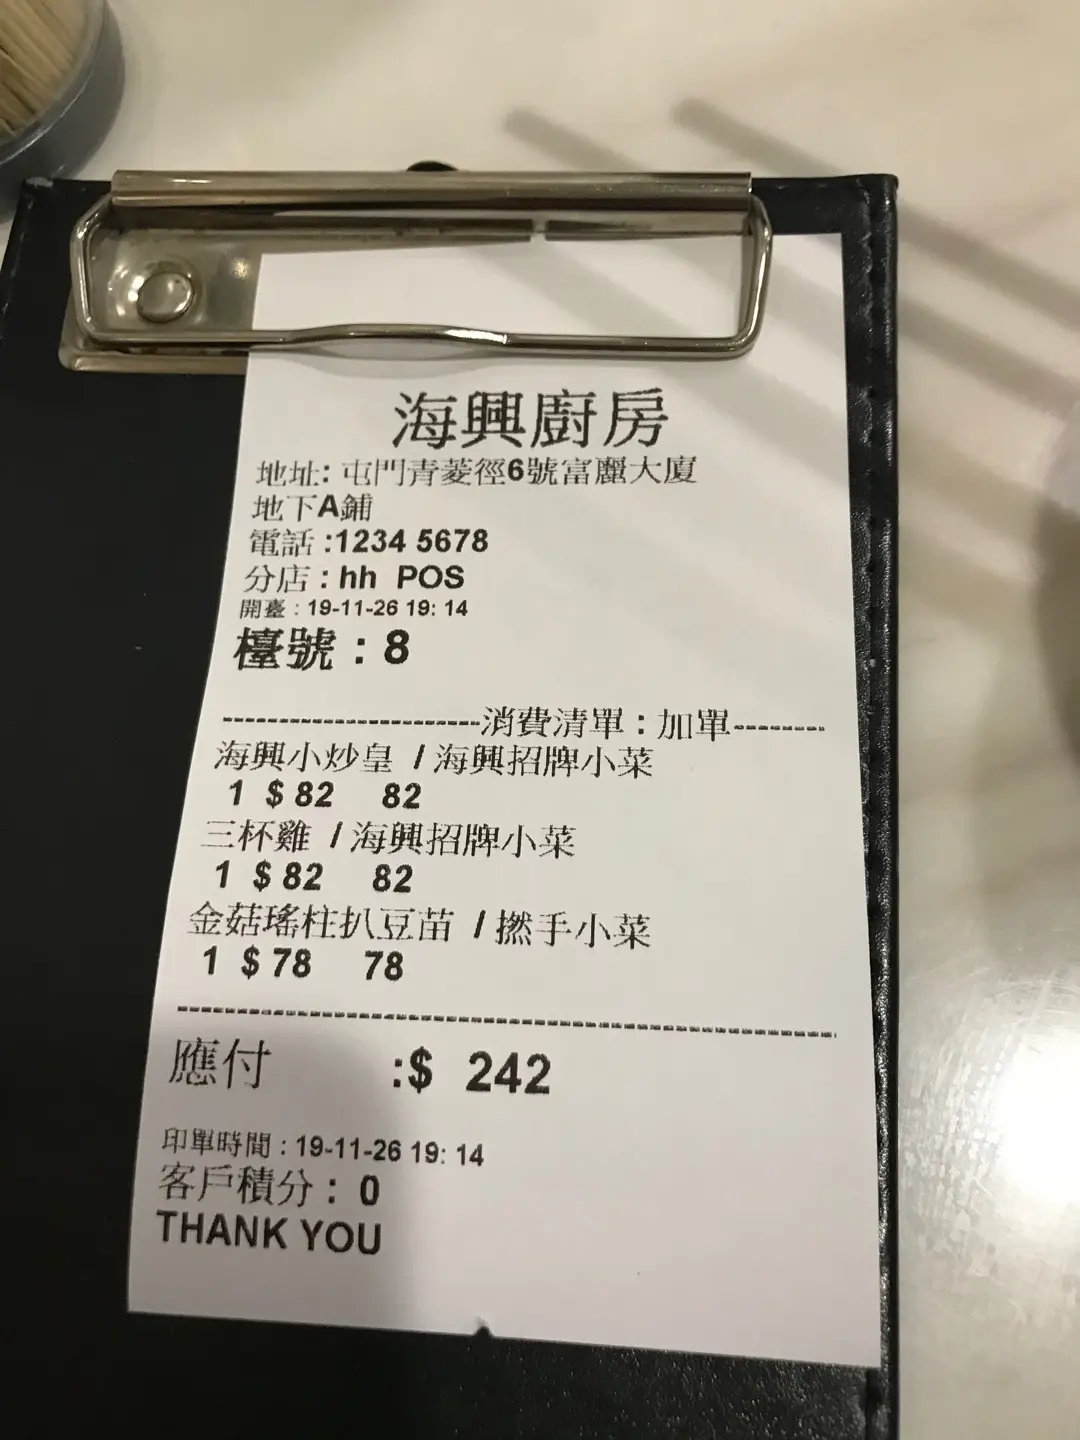 海興廚房
地址: 屯門青菱徑6號富麗大廈
地下A鋪
電話 :1234 5678
分店 : hh POS
開臺 : 19-11-26 19: 14
檯號 : 8
-----------------------消費清單 : 加單--------
海興小炒皇 / 海興招牌小菜
1 $ 82 82
三杯雞 / 海興招牌小菜
1 $ 82 82
金菇瑤柱扒豆苗 / 撚手小菜
1 $ 78 78
應付 :$ 242
印單時間 : 19-11-26 19: 14
客戶積分 : 0
THANK YOU